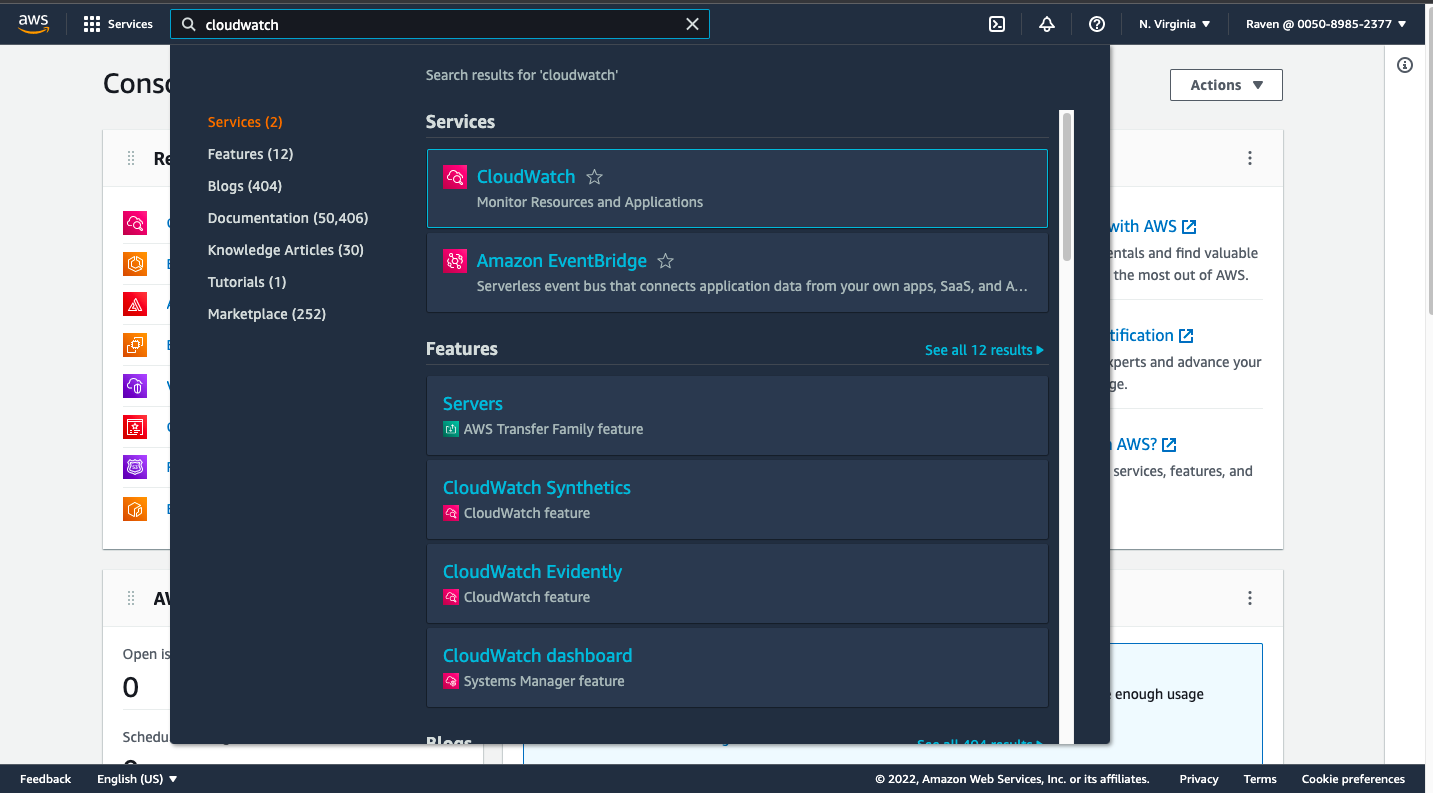 aws
Services
cloudwatch
N. Virginia
Raven @ 0050-8985-2377
Search results for 'cloudwatch'
Actions
Services (2)
Features (12)
Blogs (404)
Documentation (50,406)
Knowledge Articles (30)
Tutorials (1)
Marketplace (252)
Services
CloudWatch
Monitor Resources and Applications
Amazon EventBridge
Serverless event bus that connects application data from your own apps, SaaS, and A...
Features
See all 12 results
Servers
AWS Transfer Family feature
CloudWatch Synthetics
CloudWatch feature
CloudWatch Evidently
CloudWatch feature
CloudWatch dashboard
Systems Manager feature
Blogs
See all 404 results
with AWS
entals and find valuable
the most out of AWS.
tification
xperts and advance your
ge.
AWS?
services, features, and
Open is
0
Schedu
enough usage
Feedback
English (US)
© 2022, Amazon Web Services, Inc. or its affiliates.
Privacy
Terms
Cookie preferences